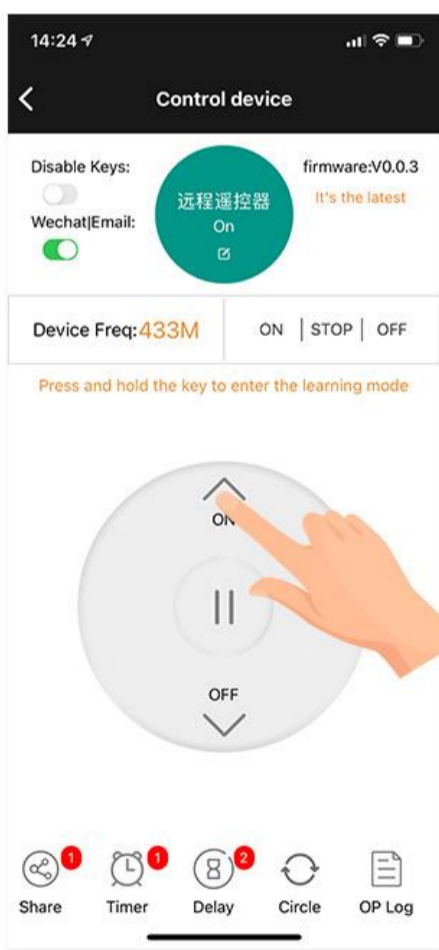 14:24
Control device
Disable Keys:
Wechat|Email:
远程遥控器
On
firmware:V0.0.3
It's the latest
Device Freq:433M
ON | STOP | OFF
Press and hold the key to enter the learning mode
ON
OFF
1
1
2
Share
Timer
Delay
Circle
OP Log